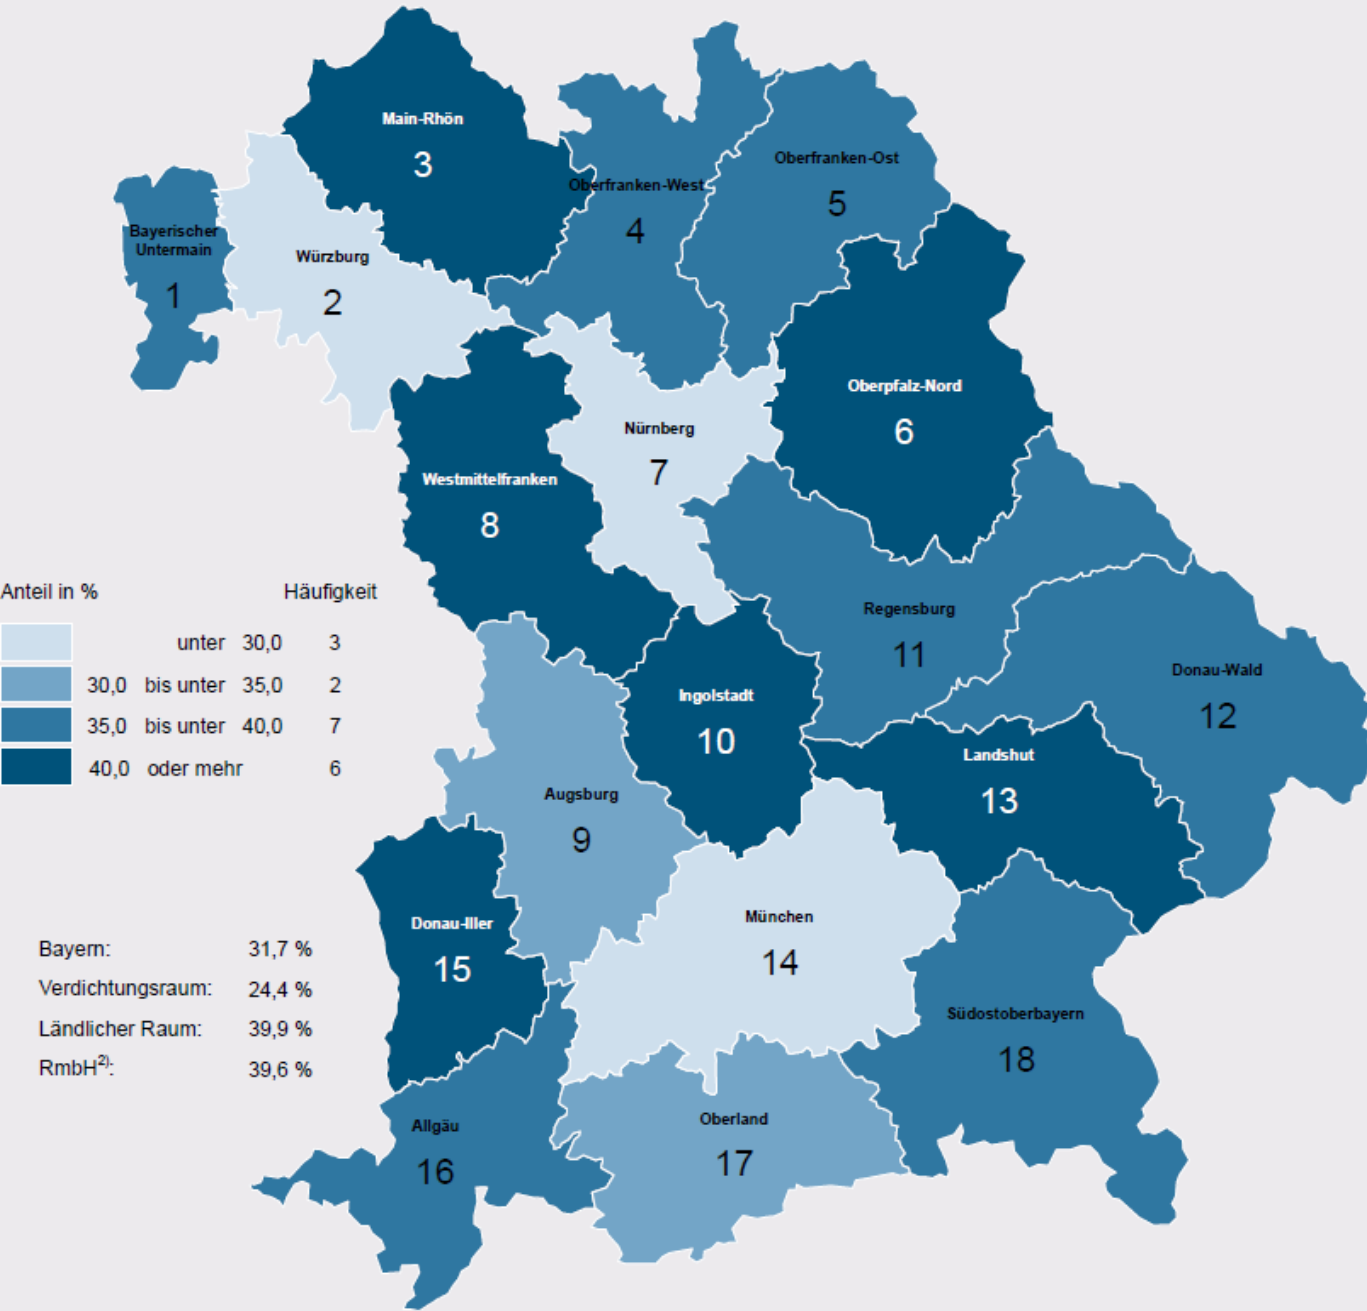 Main-Rhön
3
Oberfranken-Ost
5
Oberfranken-West
4
Bayerischer
Untermain
1
Würzburg
2
Oberpfalz-Nord
6
Nürnberg
7
Westmittelfranken
8
Anteil in % Häufigkeit
unter 30,0 3
30,0 bis unter 35,0 2
35,0 bis unter 40,0 7
40,0 oder mehr 6
Regensburg
11
Donau-Wald
12
Ingolstadt
10
Landshut
13
Augsburg
9
München
14
Donau-Iller
15
Bayern: 31,7 %
Verdichtungsraum: 24,4 %
Ländlicher Raum: 39,9 %
RmbH²⁾: 39,6 %
Südostoberbayern
18
Allgäu
16
Oberland
17